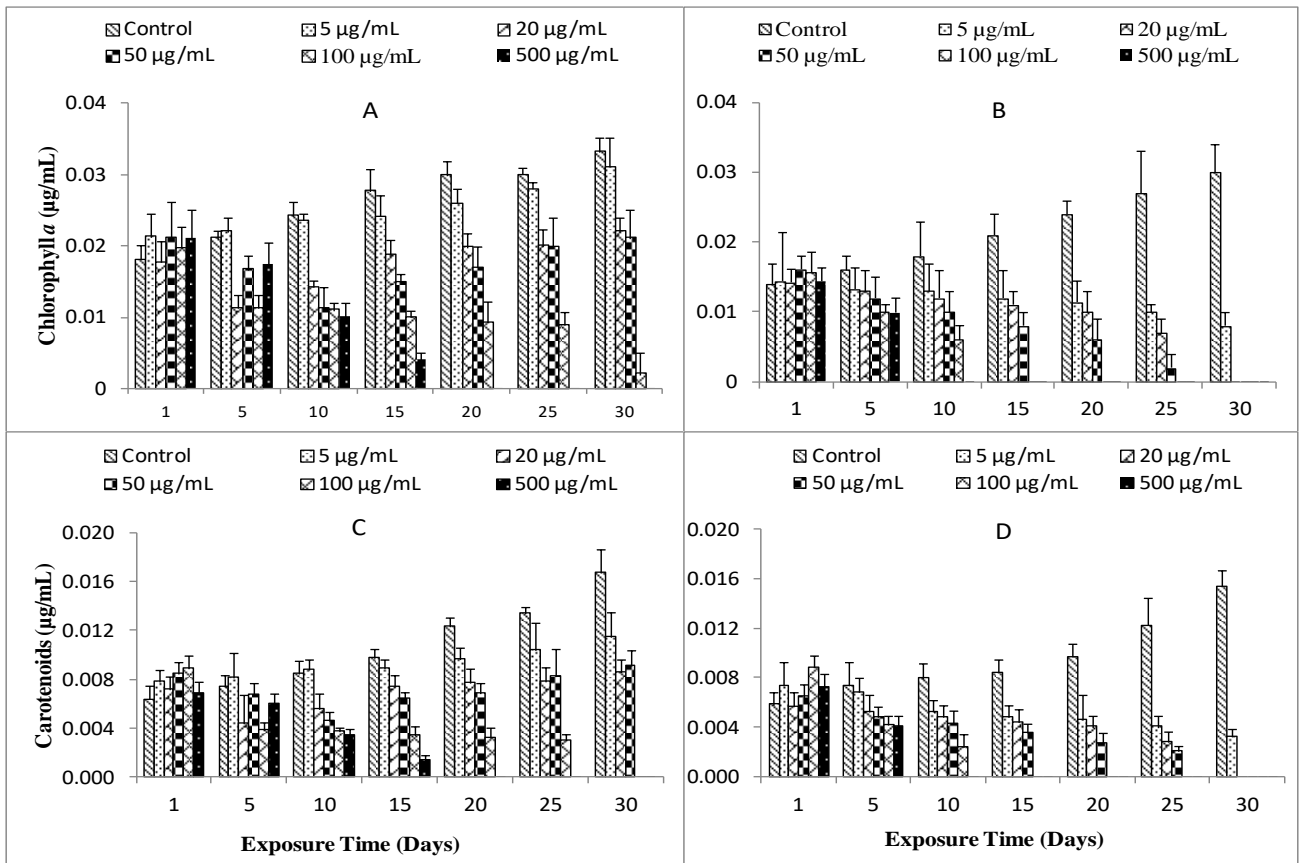 Control 5 µg/mL 20 µg/mL
50 µg/mL 100 µg/mL 500 µg/mL
A
Chlorophyll a (µg/mL)
0.04
0.03
0.02
0.01
0
1 5 10 15 20 25 30
Control 5 µg/mL 20 µg/mL
50 µg/mL 100 µg/mL 500 µg/mL
B
0.04
0.03
0.02
0.01
0
1 5 10 15 20 25 30
Control 5 µg/mL 20 µg/mL
50 µg/mL 100 µg/mL 500 µg/mL
C
Carotenoids (µg/mL)
0.020
0.016
0.012
0.008
0.004
0.000
1 5 10 15 20 25 30
Exposure Time (Days)
Control 5 µg/mL 20 µg/mL
50 µg/mL 100 µg/mL 500 µg/mL
D
0.020
0.016
0.012
0.008
0.004
0.000
1 5 10 15 20 25 30
Exposure Time (Days)